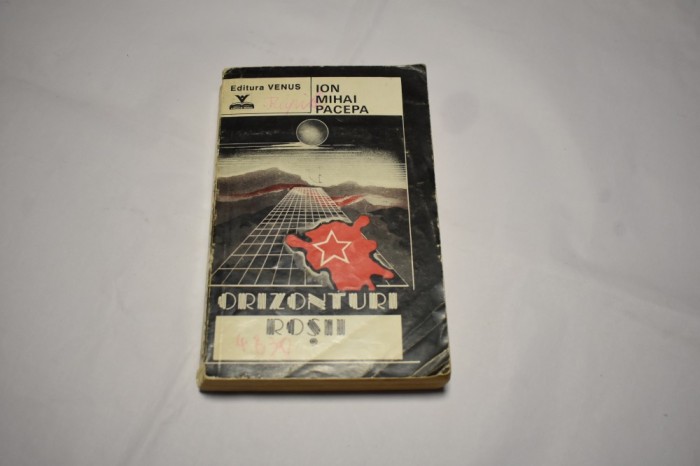 Editura VENUS
ION
MIHAI
PACEPA
ORIZONTURI
ROȘII